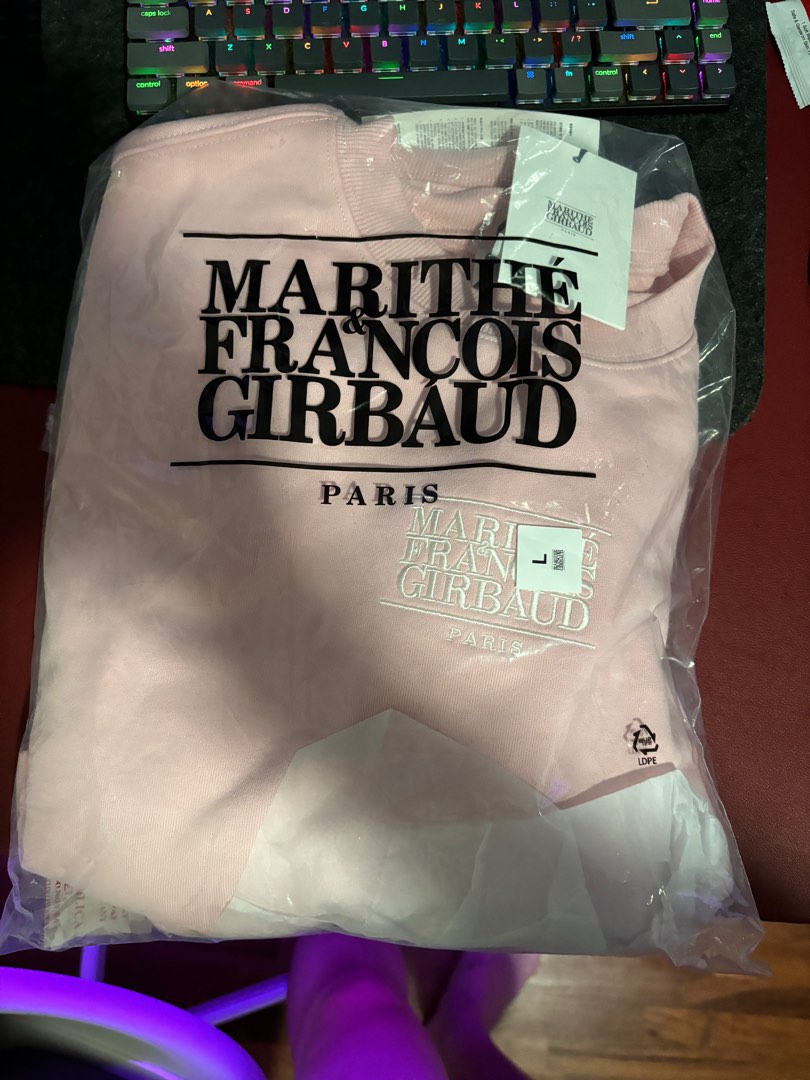 caps lock A S D F G H J K L
shift Z X C V B N M shift
control option command fn control
home
end
MARITHÉ
FRANÇOIS
GIRBAUD
PARIS
MARITHÉ
&
FRANÇOIS
GIRBAUD
PARIS
L
MARITHÉ
FRANÇOIS
GIRBAUD
PARIS
LDPE